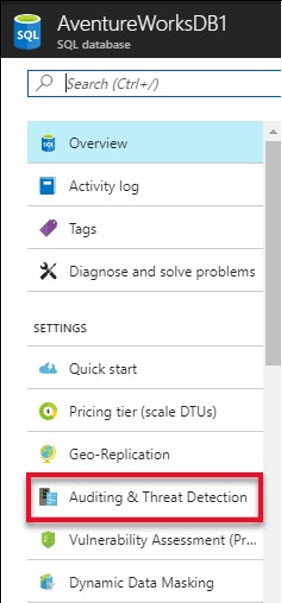 SQL
AventureWorksDB1
SQL database
Search (Ctrl+/)
SQL
Overview
Activity log
Tags
Diagnose and solve problems
SETTINGS
Quick start
Pricing tier (scale DTUs)
Geo-Replication
Auditing & Threat Detection
Vulnerability Assessment (Pr...
Dynamic Data Masking